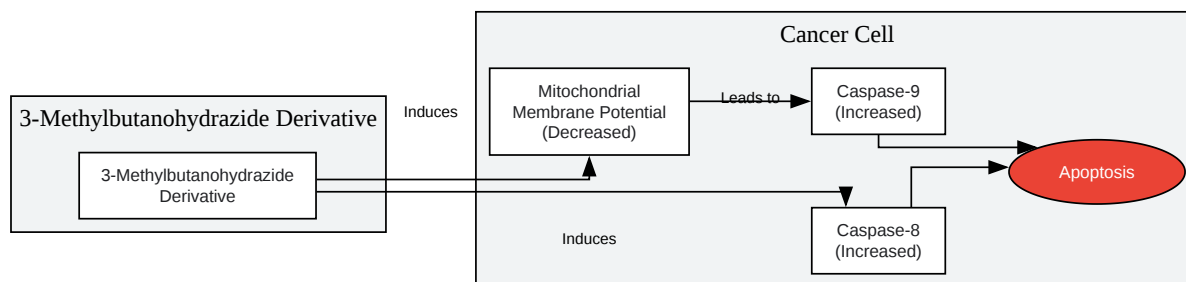 Cancer Cell
3-Methylbutanohydrazide Derivative
3-Methylbutanohydrazide
Derivative
Induces
Mitochondrial
Membrane Potential
(Decreased)
Leads to
Caspase-9
(Increased)
Apoptosis
Induces
Caspase-8
(Increased)